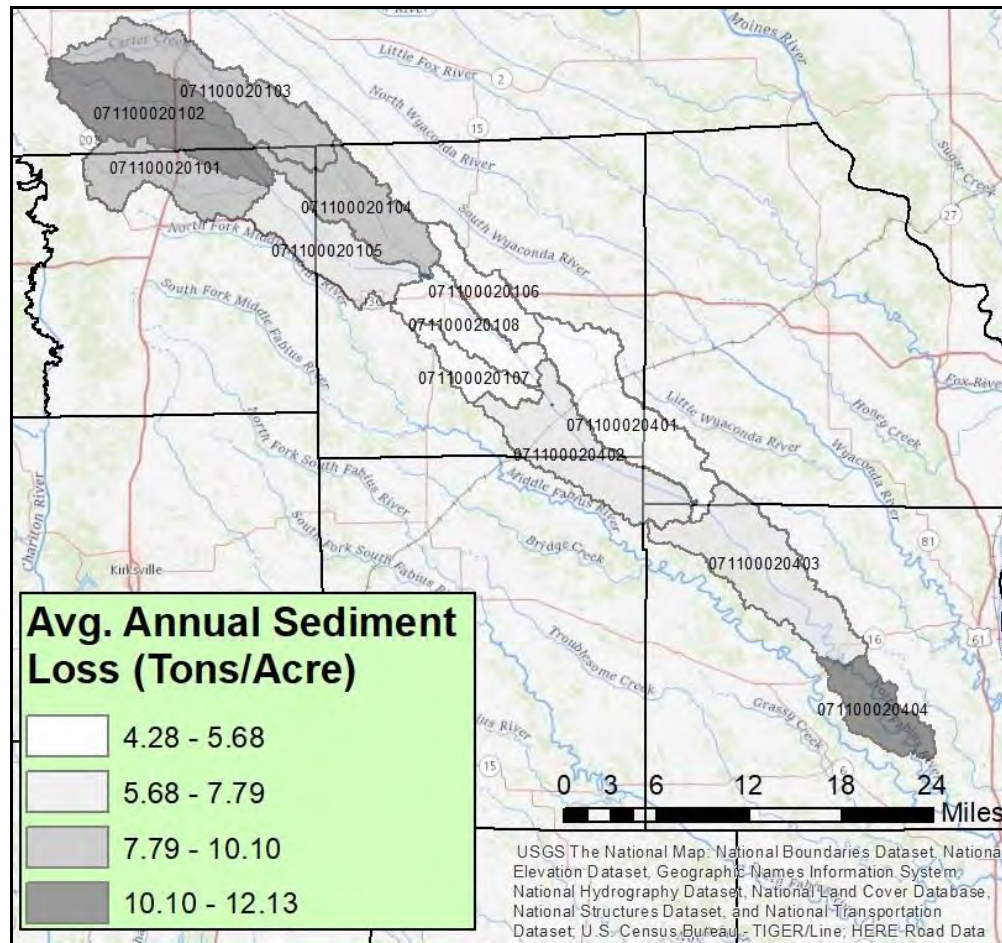 Moines River
Carter Creek
Little Fox River
2
071100020103
North Wyaconda River
071100020102
15
Sugar Creek
071100020101
071100020104
27
South Wyaconda River
North Fork Middle
071100020105
South Fork Middle Fabius River
071100020106
071100020108
071100020107
Fox River
Little Wyaconda River
Honey Creek
071100020401
Wyaconda River
North Fork South Fabius River
071100020402
Middle Fabius River
Chariton River
South Fork South Fabius
Bridge Creek
81
Kirksville
071100020403
16
61
Troublesome Creek
Grassy Creek
071100020404
15
6
Avg. Annual Sediment
Loss (Tons/Acre)
4.28 - 5.68
5.68 - 7.79
7.79 - 10.10
10.10 - 12.13
0 3 6 12 18 24
Miles
USGS The National Map: National Boundaries Dataset, Nationa
Elevation Dataset, Geographic Names Information System,
National Hydrography Dataset, National Land Cover Database,
National Structures Dataset, and National Transportation
Dataset; U.S. Census Bureau - TIGER/Line; HERE Road Data